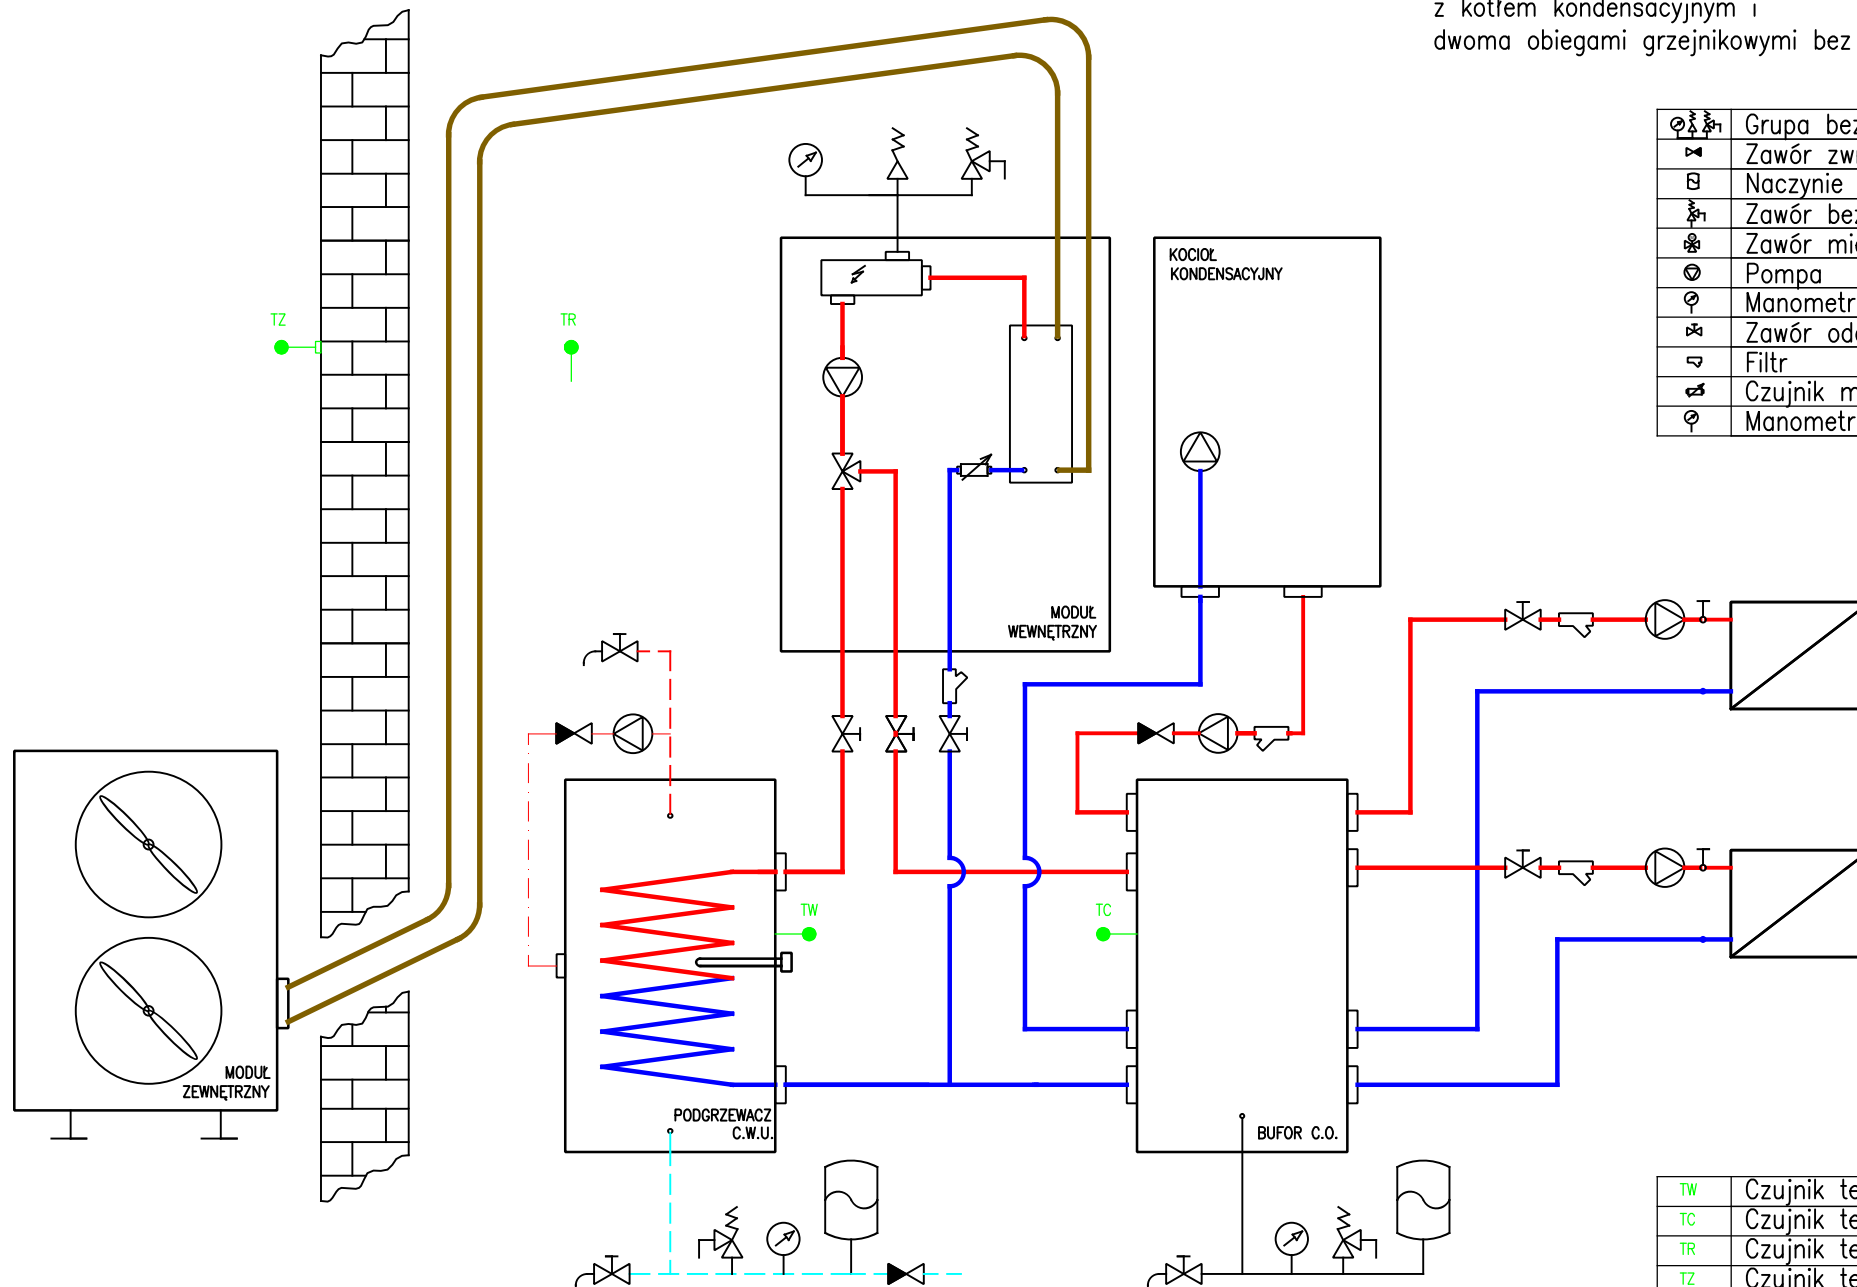 z kotłem kondensacyjnym i
dwoma obiegami grzejnikowymi bez
Grupa
Zawór
Naczynie
Zawór
Zawór
Pompa
Manometr
Zawór
Filtr
Czujnik
Manometr
KOCIOŁ
KONDENSACYJNY
TZ
TR
MODUŁ
WEWNĘTRZNY
TW
TC
MODUŁ
ZEWNĘTRZNY
PODGRZEWACZ
C.W.U.
BUFOR C.O.
TW Czujnik
TC Czujnik
TR Czujnik
TZ Czujnik